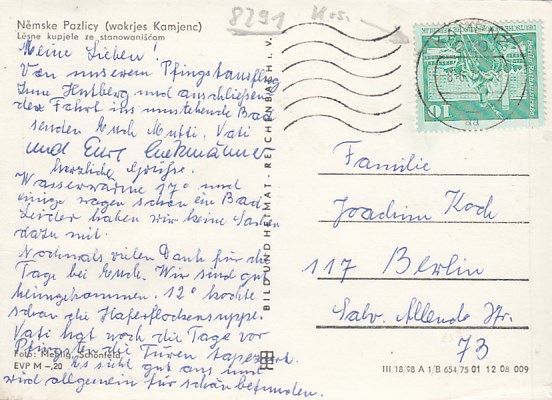 Němske Pazlicy (wokrjes Kamjenc)
Lěsne kupjele ze stanowanišćom
8291
Meine Lieben!
Von unserem Pfingstausflug
zum und anschließend
der Fahrt ins umstehende Bad
senden Euch Mutti, Vati
und Eure
herzliche Grüße.
Wasserwärme 17° und
einige wagen schon ein Bad.
Leider haben wir keine Sachen
dazu mit.
Nochmals vielen Dank für die
Tage bei Euch. Wir sind gut
heimgekommen. 12° kochte
schon die Haferflockensuppe.
Vati hat noch die Tage vor
Pfingsten die Türen tapeziert.
Es sieht gut aus und
wird allgemein für schön befunden.
Foto: Meißlig, Schönfeld
EVP M –,20
BILD UND HEIMAT · REICHENBACH i. V.
10
Familie
Joachim Koch
117 Berlin
Salv. Allende Str.
73
III/18/98 A 1/B 654/75 01 12 08 009